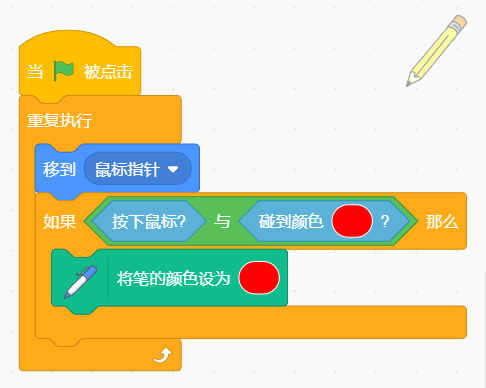 当 被点击
重复执行
移到 鼠标指针
如果 按下鼠标? 与 碰到颜色 ? 那么
将笔的颜色设为